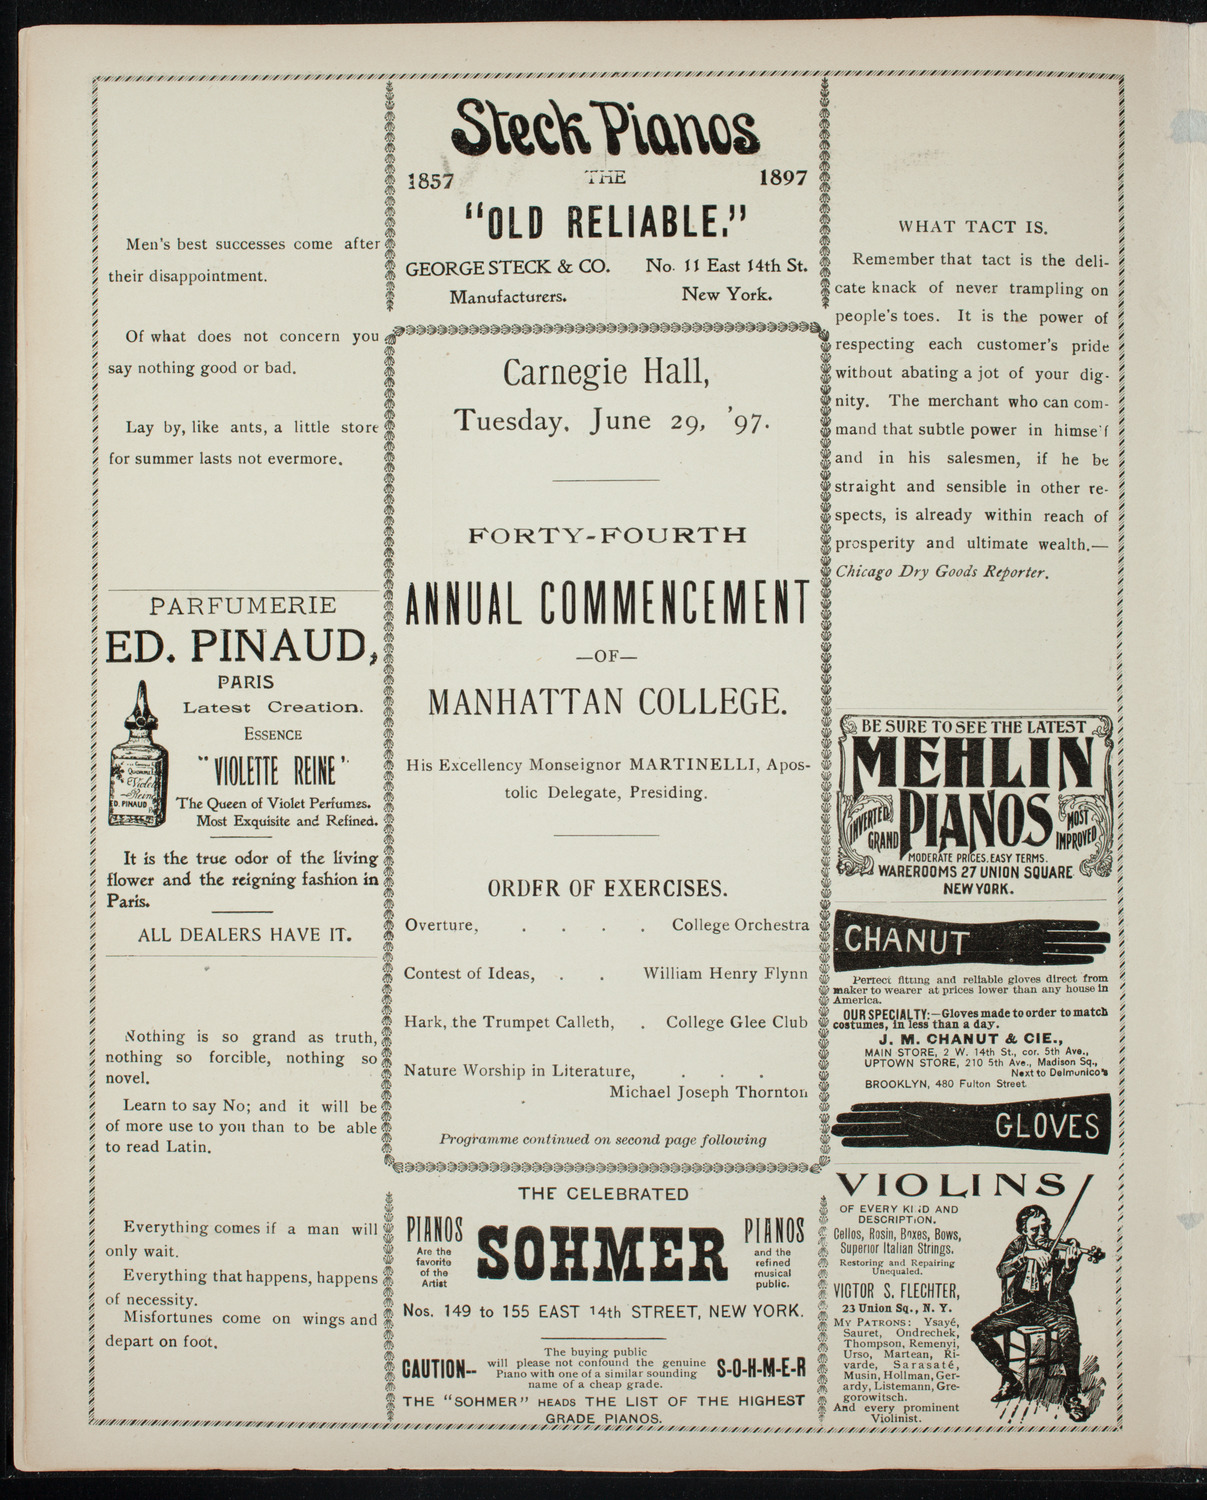 Men's best successes come after
their disappointment.
Of what does not concern you
say nothing good or bad.
Lay by, like ants, a little store
for summer lasts not evermore.
PARFUMERIE
ED. PINAUD,
PARIS
Latest Creation.
ESSENCE
"VIOLETTE REINE"
The Queen of Violet Perfumes.
Most Exquisite and Refined.
ED. PINAUD
It is the true odor of the living
flower and the reigning fashion in
Paris.
ALL DEALERS HAVE IT.
Nothing is so grand as truth,
nothing so forcible, nothing so
novel.
Learn to say No; and it will be
of more use to you than to be able
to read Latin.
Everything comes if a man will
only wait.
Everything that happens, happens
of necessity.
Misfortunes come on wings and
depart on foot.
Steck Pianos
1857 THE 1897
"OLD RELIABLE."
GEORGE STECK & CO. No. 11 East 14th St.
Manufacturers. New York.
Carnegie Hall,
Tuesday, June 29, '97.
FORTY-FOURTH
ANNUAL COMMENCEMENT
—OF—
MANHATTAN COLLEGE.
His Excellency Monseignor MARTINELLI, Apos-
tolic Delegate, Presiding.
ORDER OF EXERCISES.
Overture, . . . . College Orchestra
Contest of Ideas, . . William Henry Flynn
Hark, the Trumpet Calleth, . College Glee Club
Nature Worship in Literature, . . .
Michael Joseph Thornton
Programme continued on second page following
THE CELEBRATED
PIANOS
Are the
favorite
of the
Artist
SOHMER
PIANOS
and the
refined
musical
public.
Nos. 149 to 155 EAST 14th STREET, NEW YORK.
CAUTION--
The buying public
will please not confound the genuine
Piano with one of a similar sounding
name of a cheap grade.
S-O-H-M-E-R
THE "SOHMER" HEADS THE LIST OF THE HIGHEST
GRADE PIANOS.
WHAT TACT IS.
Remember that tact is the deli-
cate knack of never trampling on
people's toes. It is the power of
respecting each customer's pride
without abating a jot of your dig-
nity. The merchant who can com-
mand that subtle power in himself
and in his salesmen, if he be
straight and sensible in other re-
spects, is already within reach of
prosperity and ultimate wealth.—
Chicago Dry Goods Reporter.
BE SURE TO SEE THE LATEST
MEHLIN
PIANOS
INVERTED
GRAND
MOST
IMPROVED
MODERATE PRICES. EASY TERMS.
WAREROOMS 27 UNION SQUARE
NEW YORK.
CHANUT
Perfect fitting and reliable gloves direct from
maker to wearer at prices lower than any house in
America.
OUR SPECIALTY:—Gloves made to order to match
costumes, in less than a day.
J. M. CHANUT & CIE.,
MAIN STORE, 2 W. 14th St., cor. 5th Ave.,
UPTOWN STORE, 210 5th Ave., Madison Sq.,
Next to Delmonico's
BROOKLYN, 480 Fulton Street
GLOVES
VIOLINS
OF EVERY KIND AND
DESCRIPTION.
Cellos, Rosin, Boxes, Bows,
Superior Italian Strings.
Restoring and Repairing
Unequaled.
VICTOR S. FLECHTER,
23 Union Sq., N. Y.
MY PATRONS: Ysayé,
Sauret, Ondrechek,
Thompson, Remenyi,
Urso, Martean, Ri-
varde, Sarasaté,
Musin, Hollman, Ger-
ardy, Listemann, Gre-
gorowitsch.
And every prominent
Violinist.